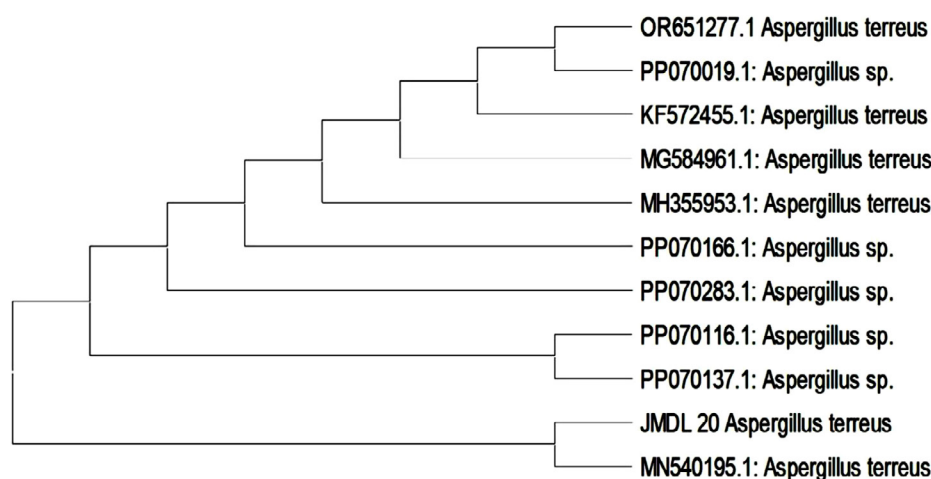 OR651277.1 Aspergillus terreus
PP070019.1: Aspergillus sp.
KF572455.1: Aspergillus terreus
MG584961.1: Aspergillus terreus
MH355953.1: Aspergillus terreus
PP070166.1: Aspergillus sp.
PP070283.1: Aspergillus sp.
PP070116.1: Aspergillus sp.
PP070137.1: Aspergillus sp.
JMDL 20 Aspergillus terreus
MN540195.1: Aspergillus terreus